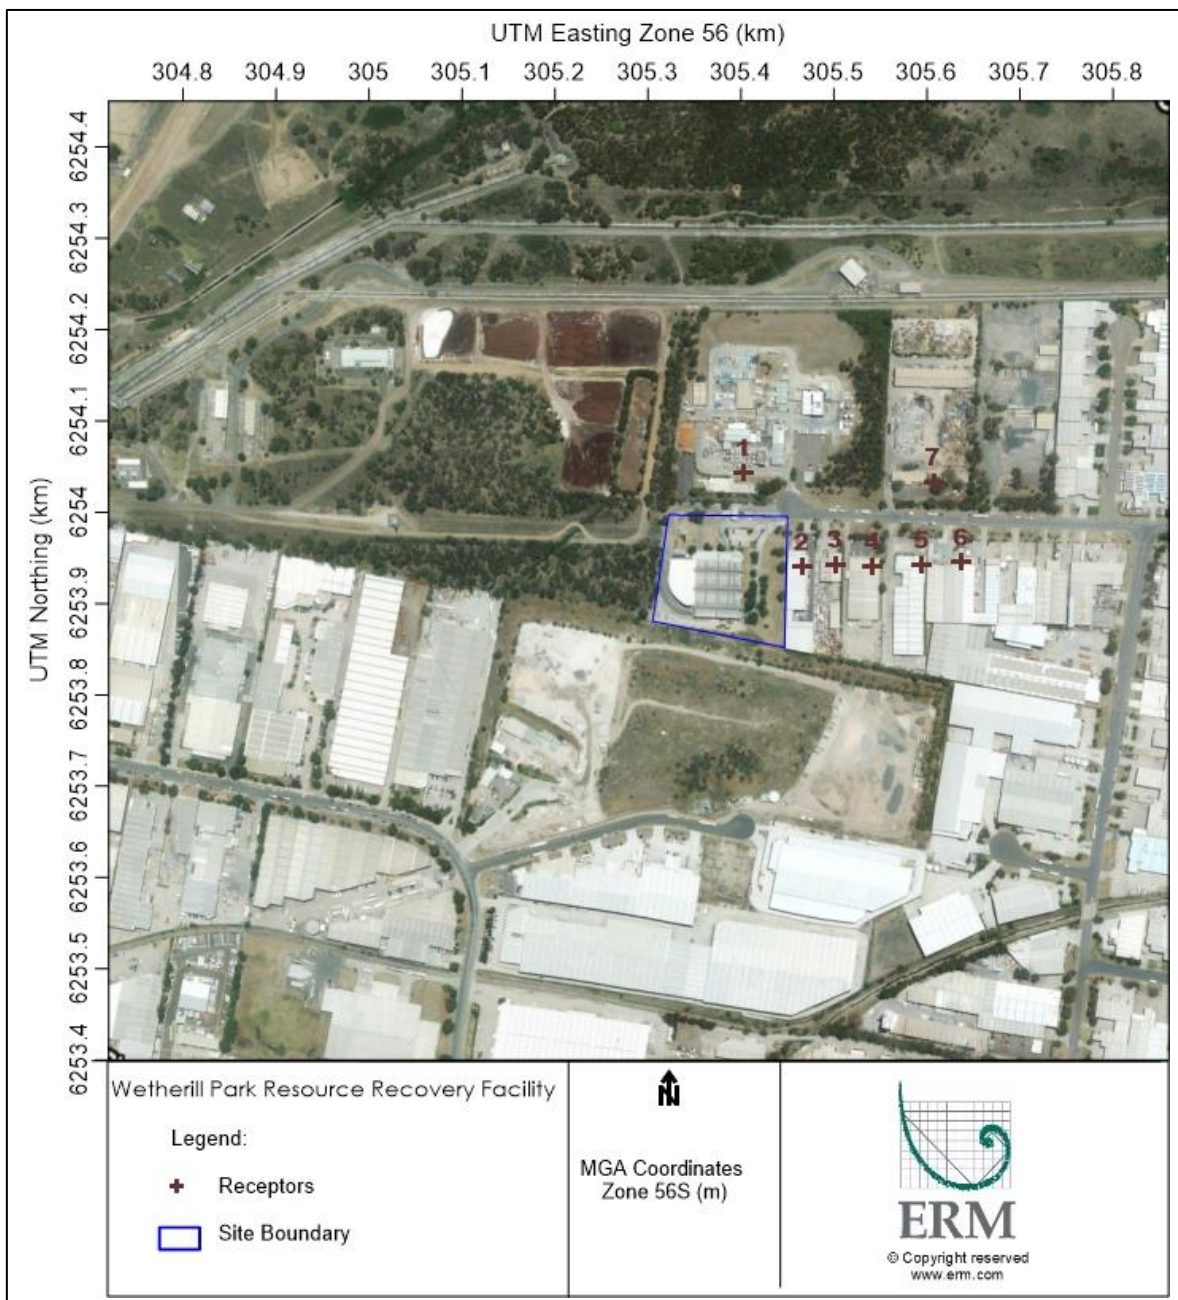 UTM Easting Zone 56 (km)
304.8 304.9 305 305.1 305.2 305.3 305.4 305.5 305.6 305.7 305.8
UTM Northing (km)
6254.4
6254.3
6254.2
6254.1
6254
6253.9
6253.8
6253.7
6253.6
6253.5
6253.4
1
7
2 3 4 5 6
Wetherill Park Resource Recovery Facility
Legend:
Receptors
Site Boundary
N
MGA Coordinates
Zone 56S (m)
ERM
© Copyright reserved
www.erm.com